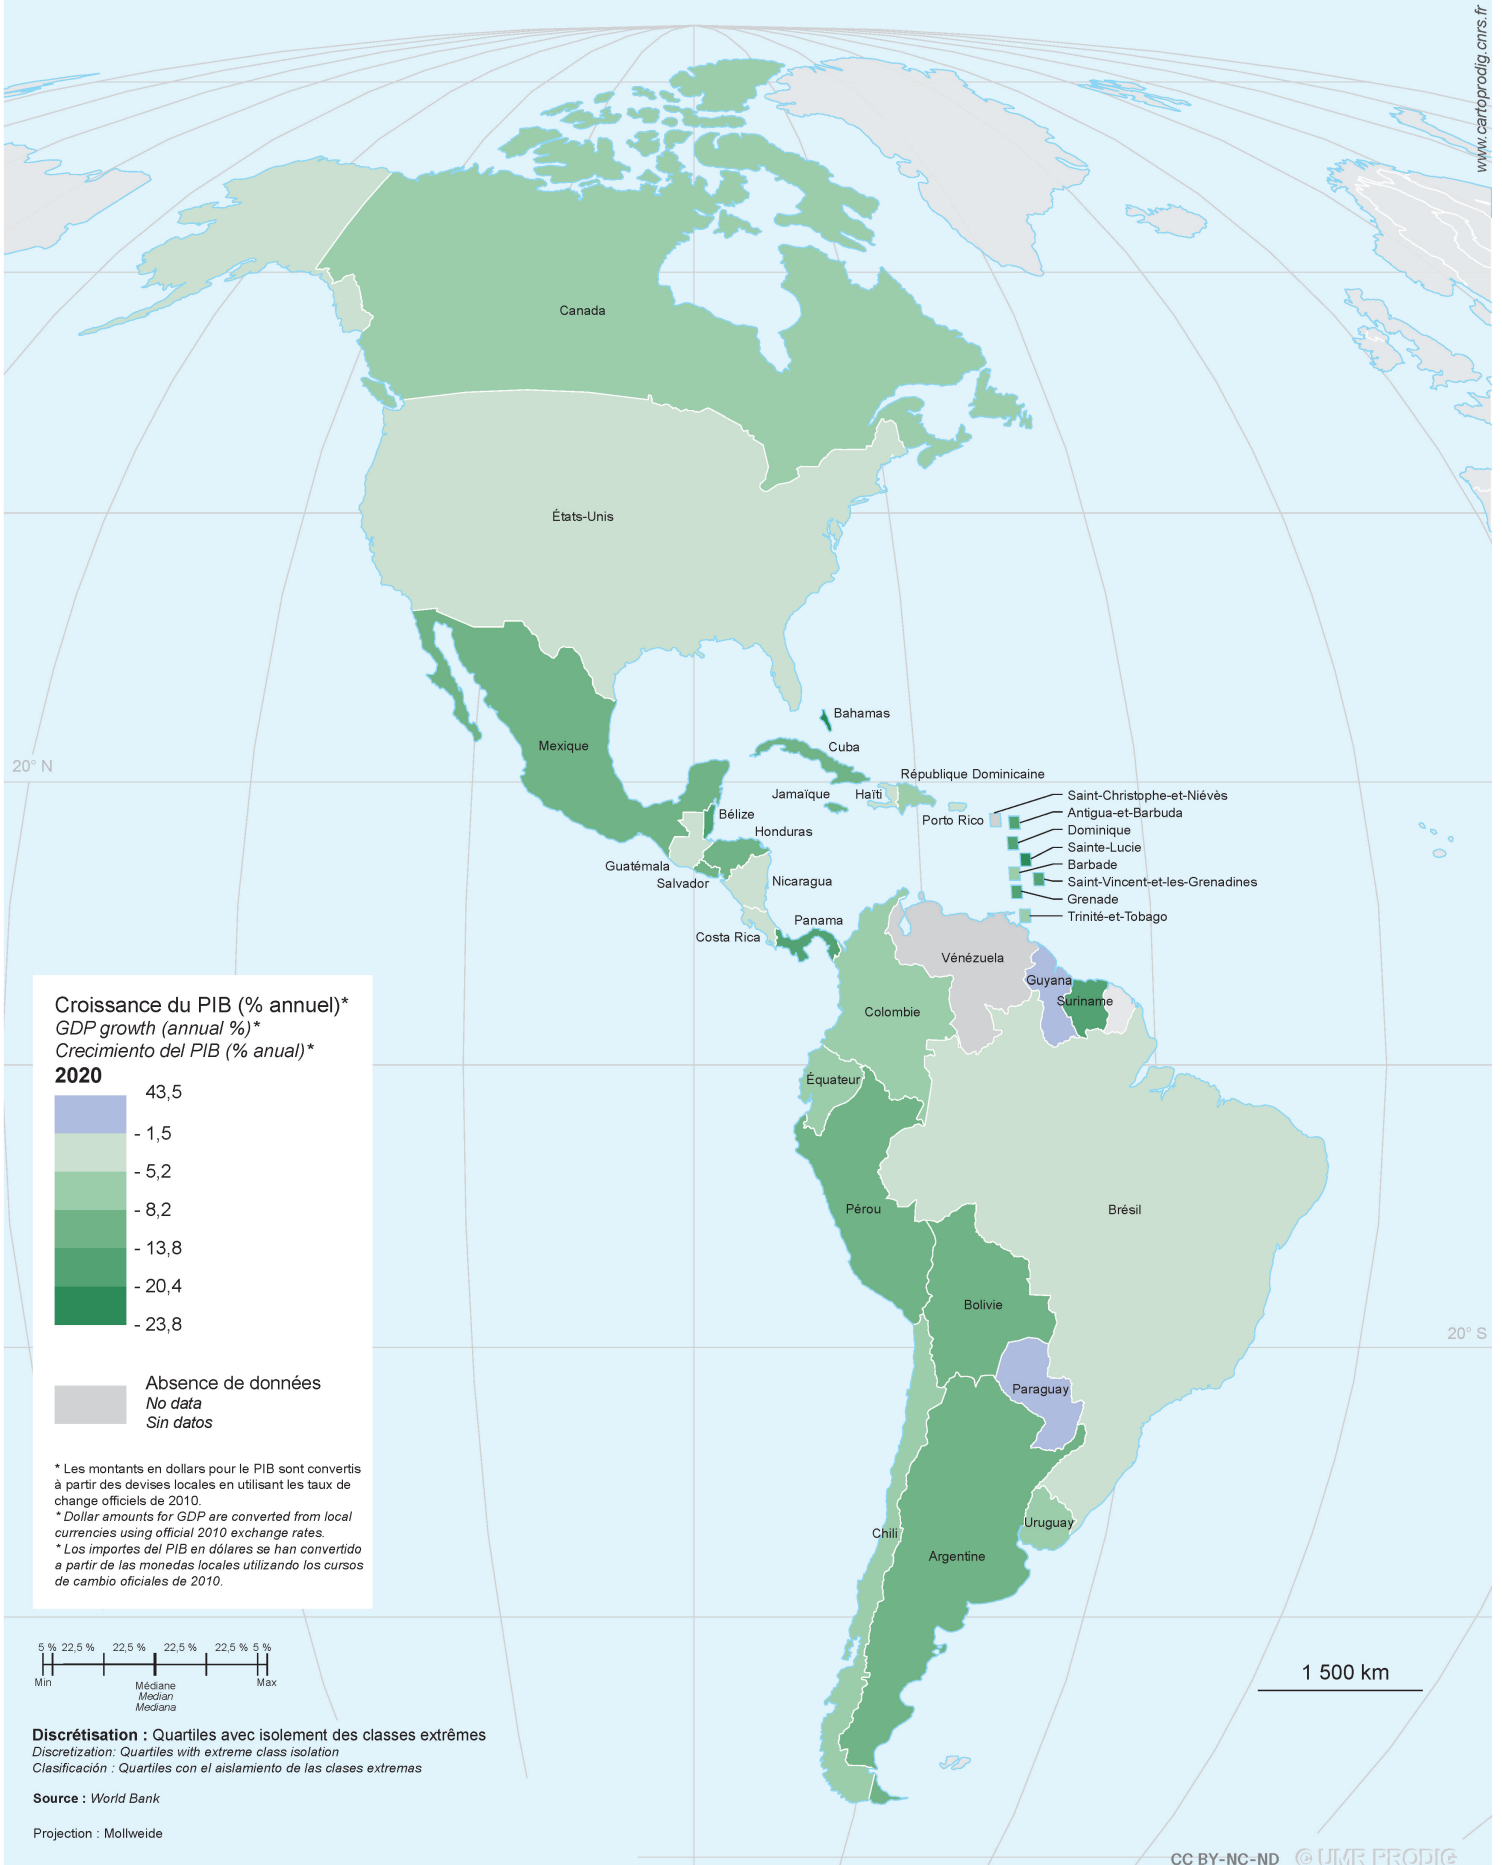 www.cartoprodig.cnrs.fr
Canada
États-Unis
Bahamas
Mexique
Cuba
20° N
République Dominicaine
Jamaïque
Haïti
Saint-Christophe-et-Niévès
Porto Rico
Antigua-et-Barbuda
Bélize
Dominique
Honduras
Sainte-Lucie
Guatémala
Barbade
Salvador
Nicaragua
Saint-Vincent-et-les-Grenadines
Grenade
Panama
Trinité-et-Tobago
Costa Rica
Vénézuela
Guyana
Suriname
Colombie
Équateur
Pérou
Brésil
Bolivie
20° S
Paraguay
Uruguay
Chili
Argentine
Croissance du PIB (% annuel)*
GDP growth (annual %)*
Crecimiento del PIB (% anual)*
2020
43,5
- 1,5
- 5,2
- 8,2
- 13,8
- 20,4
- 23,8
Absence de données
No data
Sin datos
* Les montants en dollars pour le PIB sont convertis
à partir des devises locales en utilisant les taux de
change officiels de 2010.
* Dollar amounts for GDP are converted from local
currencies using official 2010 exchange rates.
* Los importes del PIB en dólares se han convertido
a partir de las monedas locales utilizando los cursos
de cambio oficiales de 2010.
5 % 22,5 % 22,5 % 22,5 % 22,5 % 5 %
Min Médiane Max
Median
Mediana
1 500 km
Discrétisation : Quartiles avec isolement des classes extrêmes
Discretization: Quartiles with extreme class isolation
Clasificación : Quartiles con el aislamiento de las clases extremas
Source : World Bank
Projection : Mollweide
CC BY-NC-ND © UMR PRODIG